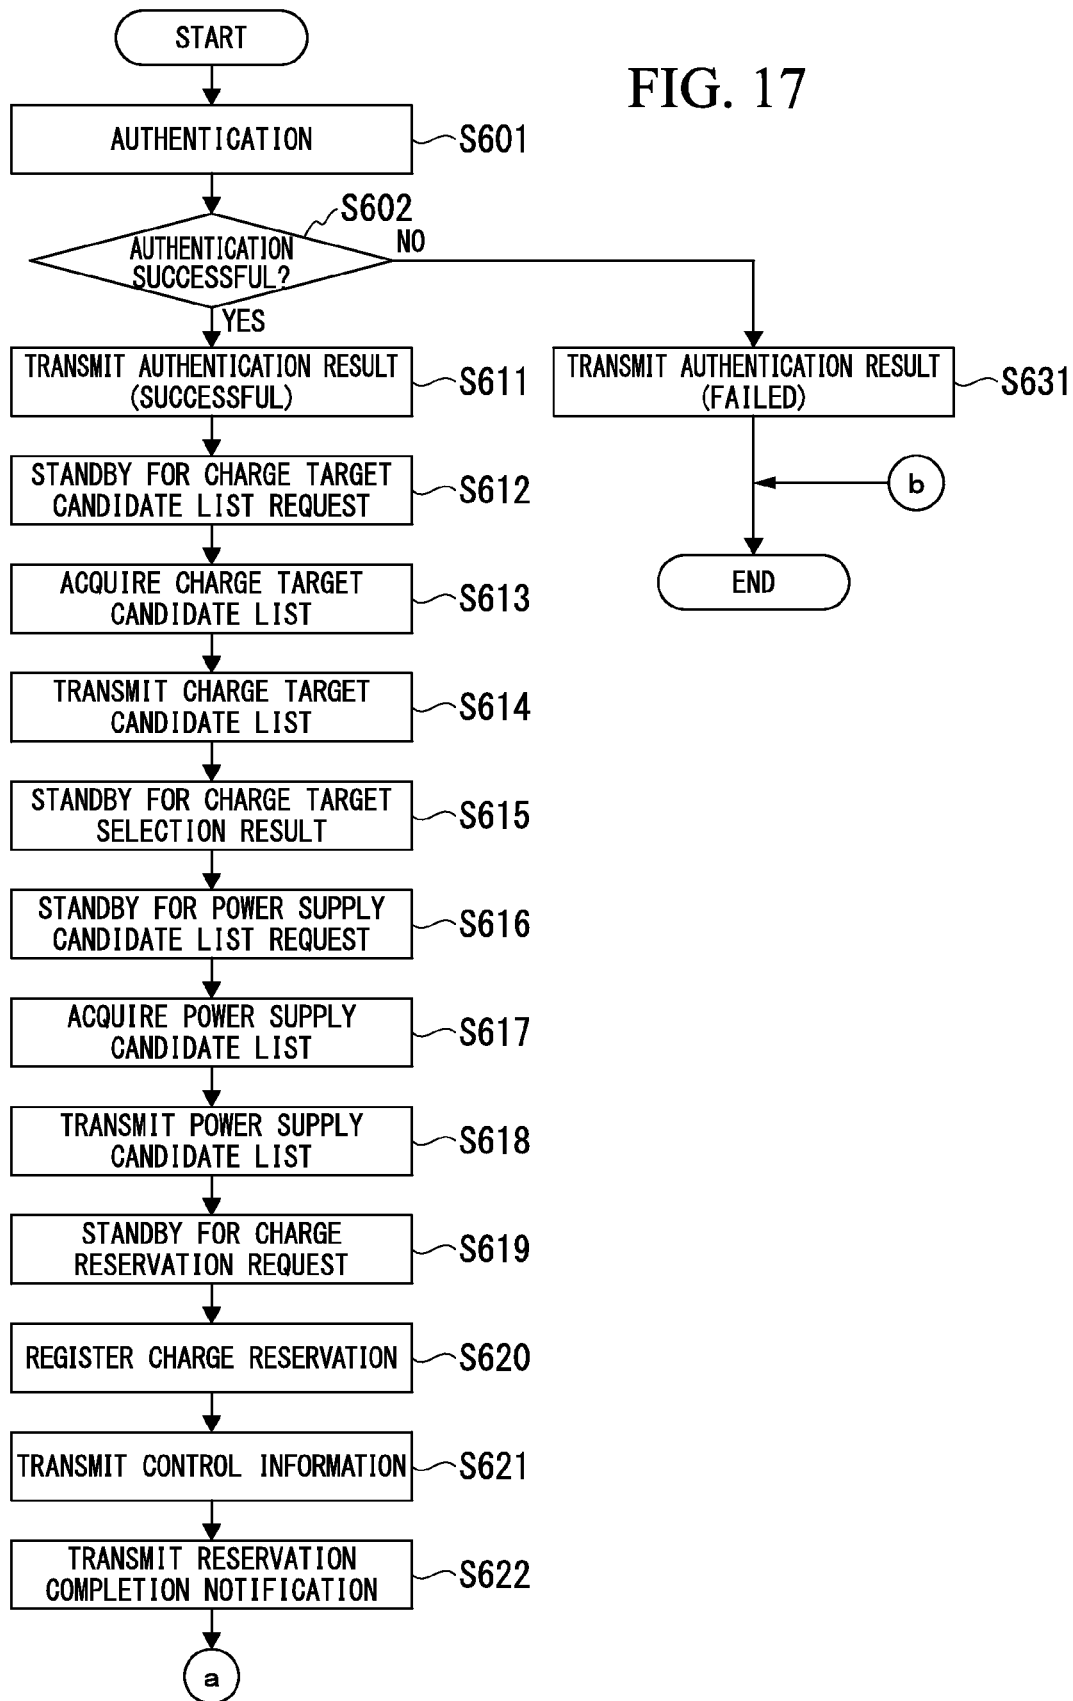 START
FIG. 17
AUTHENTICATION
S601
S602
AUTHENTICATION
SUCCESSFUL?
NO
YES
TRANSMIT AUTHENTICATION RESULT
(SUCCESSFUL)
S611
TRANSMIT AUTHENTICATION RESULT
(FAILED)
S631
STANDBY FOR CHARGE TARGET
CANDIDATE LIST REQUEST
S612
b
ACQUIRE CHARGE TARGET
CANDIDATE LIST
S613
END
TRANSMIT CHARGE TARGET
CANDIDATE LIST
S614
STANDBY FOR CHARGE TARGET
SELECTION RESULT
S615
STANDBY FOR POWER SUPPLY
CANDIDATE LIST REQUEST
S616
ACQUIRE POWER SUPPLY
CANDIDATE LIST
S617
TRANSMIT POWER SUPPLY
CANDIDATE LIST
S618
STANDBY FOR CHARGE
RESERVATION REQUEST
S619
REGISTER CHARGE RESERVATION
S620
TRANSMIT CONTROL INFORMATION
S621
TRANSMIT RESERVATION
COMPLETION NOTIFICATION
S622
a